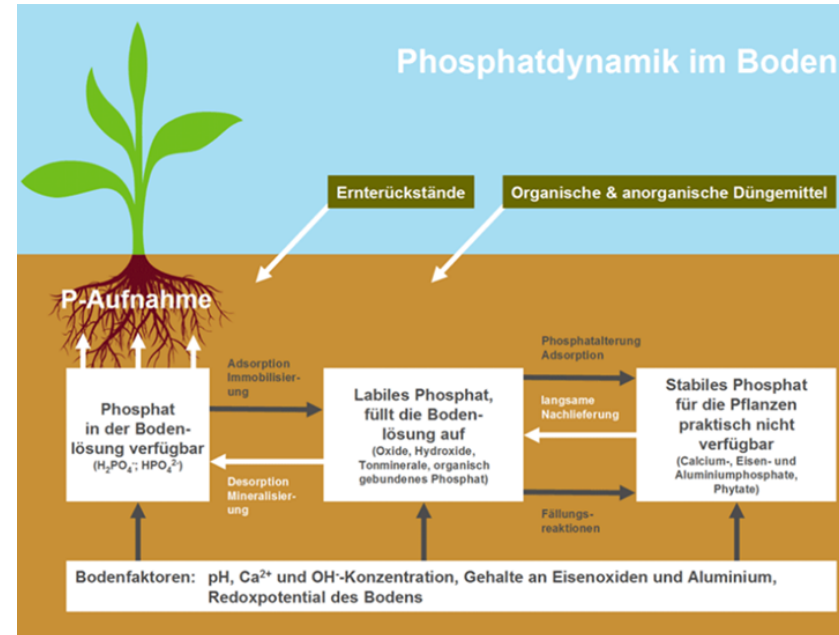 Phosphatdynamik im Boden
Ernterückstände
Organische & anorganische Düngemittel
P-Aufnahme
Adsorption
Immobilisier-
ung
Phosphatalterung
Adsorption
Phosphat
in der Boden-
lösung verfügbar
(H₂PO₄⁻; HPO₄²⁻)
Labiles Phosphat,
füllt die Boden-
lösung auf
(Oxide, Hydroxide,
Tonminerale, organisch
gebundenes Phosphat)
langsame
Nachlieferung
Stabiles Phosphat
für die Pflanzen
praktisch nicht
verfügbar
(Calcium-, Eisen- und
Aluminiumphosphate,
Phytate)
Desorption
Mineralisier-
ung
Fällungs-
reaktionen
Bodenfaktoren: pH, Ca²⁺ und OH⁻-Konzentration, Gehalte an Eisenoxiden und Aluminium,
Redoxpotential des Bodens